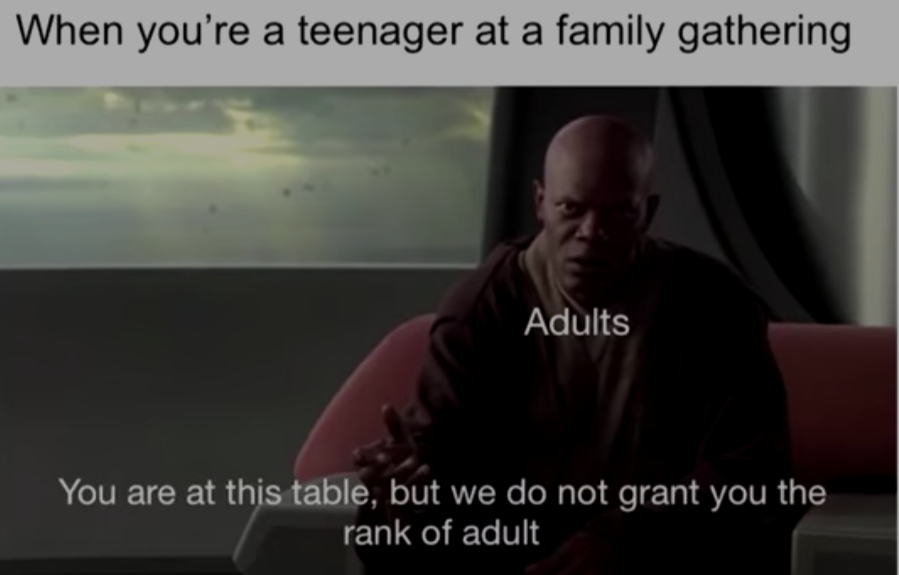 When you’re a teenager at a family gathering
Adults
You are at this table, but we do not grant you the
rank of adult